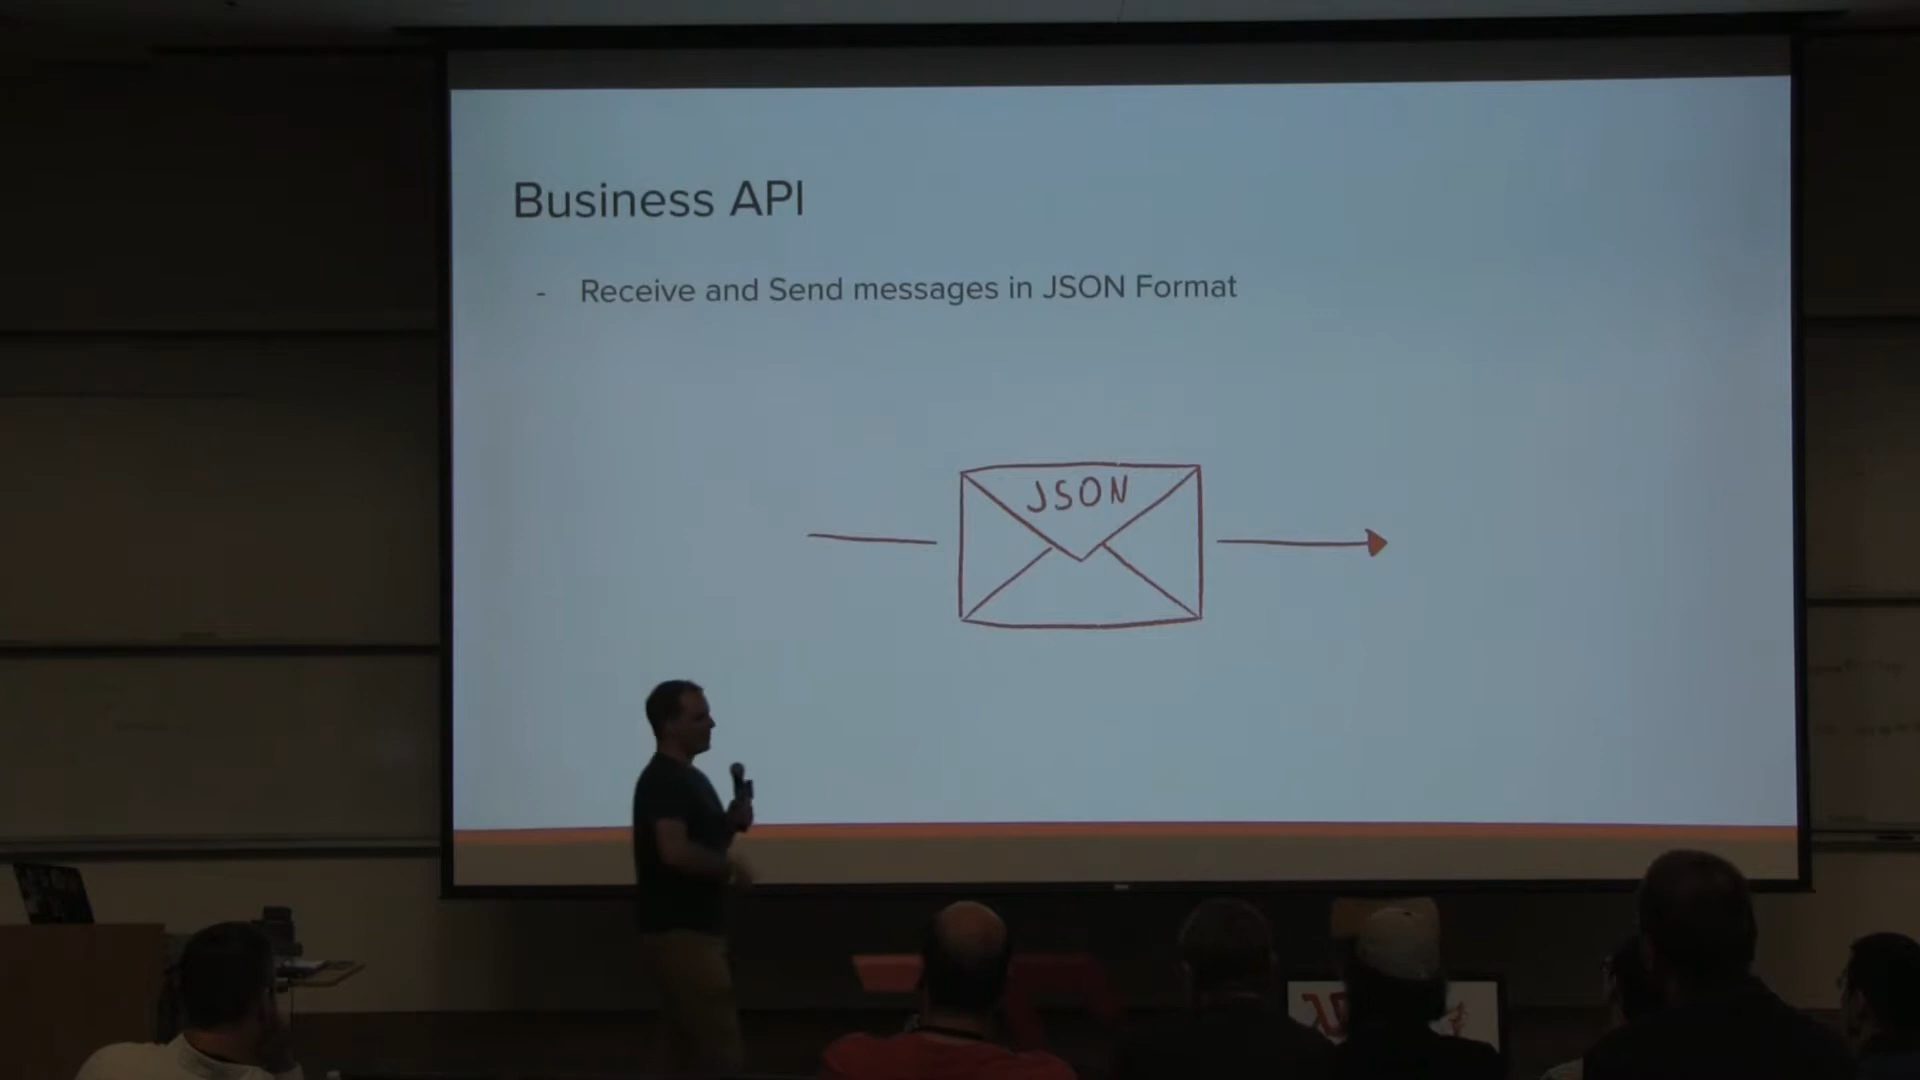 Business API
- Receive and Send messages in JSON Format
JSON